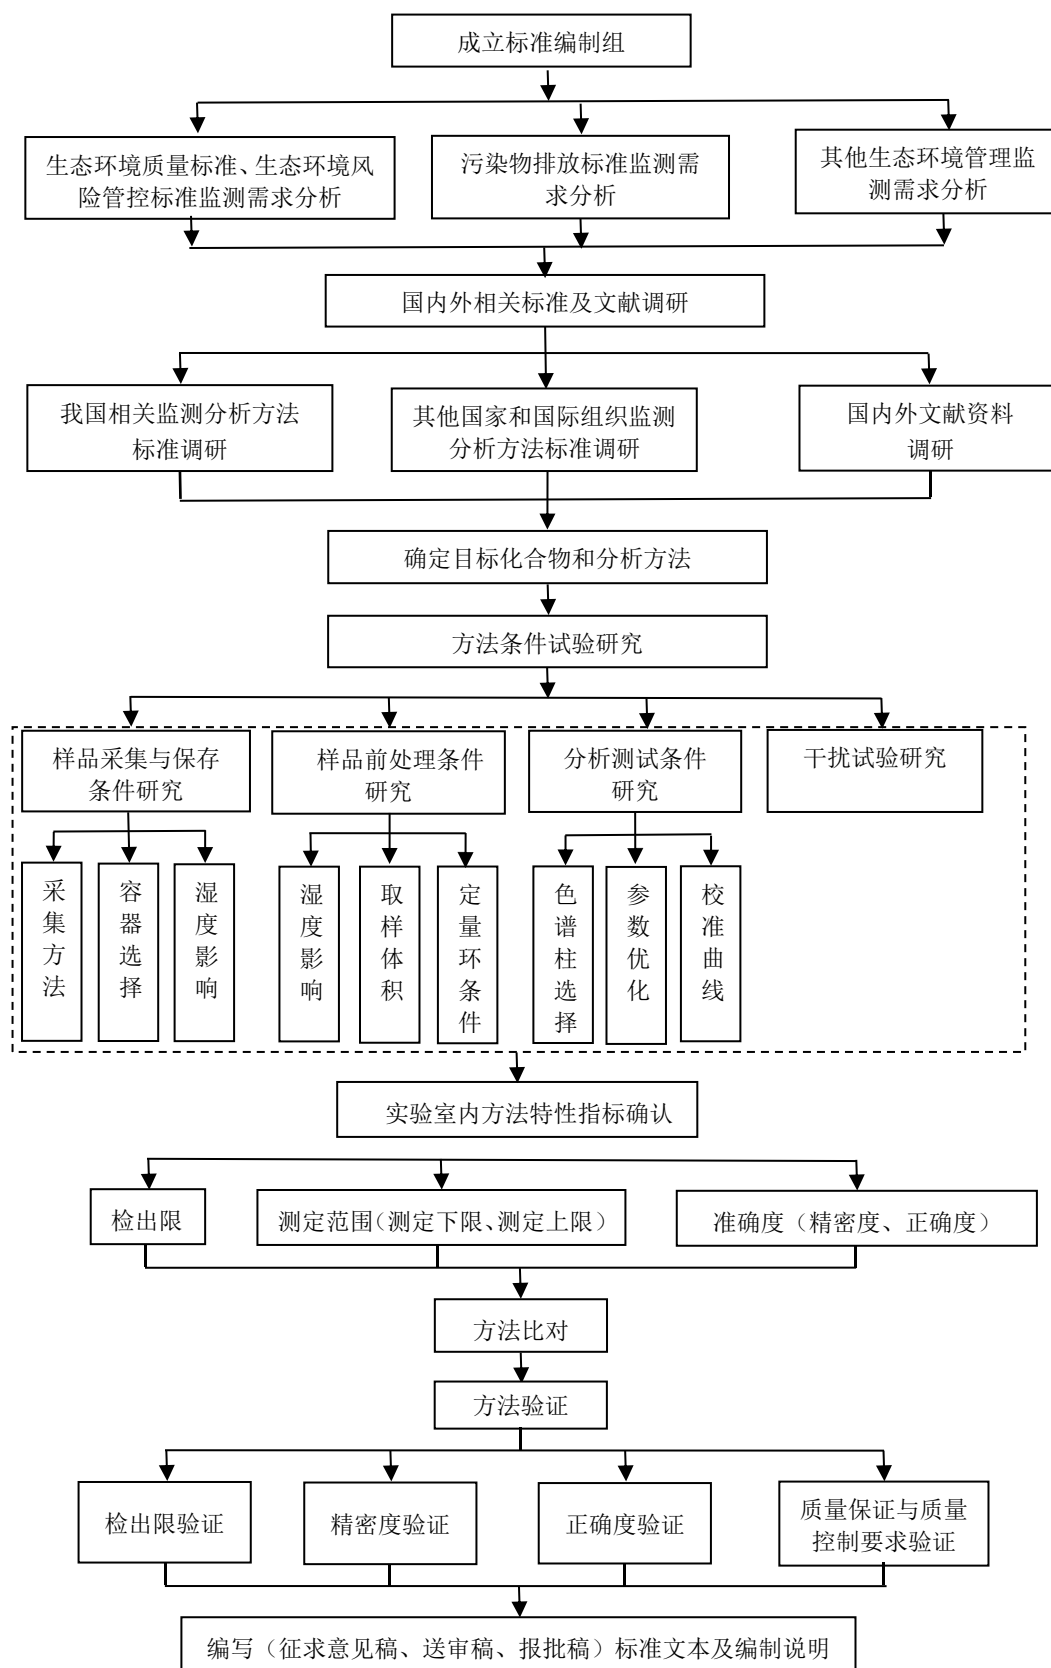 成立标准编制组
生态环境质量标准、生态环境风
险管控标准监测需求分析
污染物排放标准监测需
求分析
其他生态环境管理监
测需求分析
国内外相关标准及文献调研
我国相关监测分析方法
标准调研
其他国家和国际组织监测
分析方法标准调研
国内外文献资料
调研
确定目标化合物和分析方法
方法条件试验研究
样品采集与保存
条件研究
样品前处理条件
研究
分析测试条件
研究
干扰试验研究
采集方法
容器选择
湿度影响
湿度影响
取样体积
定量环条件
色谱柱选择
参数优化
校准曲线
实验室内方法特性指标确认
检出限
测定范围（测定下限、测定上限）
准确度（精密度、正确度）
方法比对
方法验证
检出限验证
精密度验证
正确度验证
质量保证与质量
控制要求验证
编写（征求意见稿、送审稿、报批稿）标准文本及编制说明